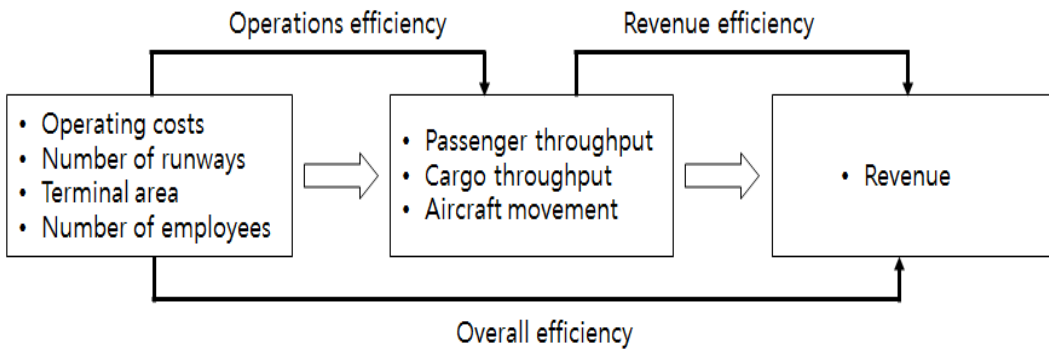 Operations efficiency
Revenue efficiency
• Operating costs
• Number of runways
• Terminal area
• Number of employees
• Passenger throughput
• Cargo throughput
• Aircraft movement
• Revenue
Overall efficiency